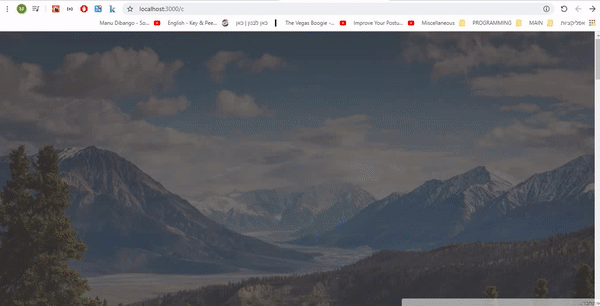 localhost:3000/c
Manu Dibango - So... English - Key & Pee... כאן לבנון | כאן The Vegas Boogie -... Improve Your Postu... Miscellaneous PROGRAMMING MAIN אפליקציות